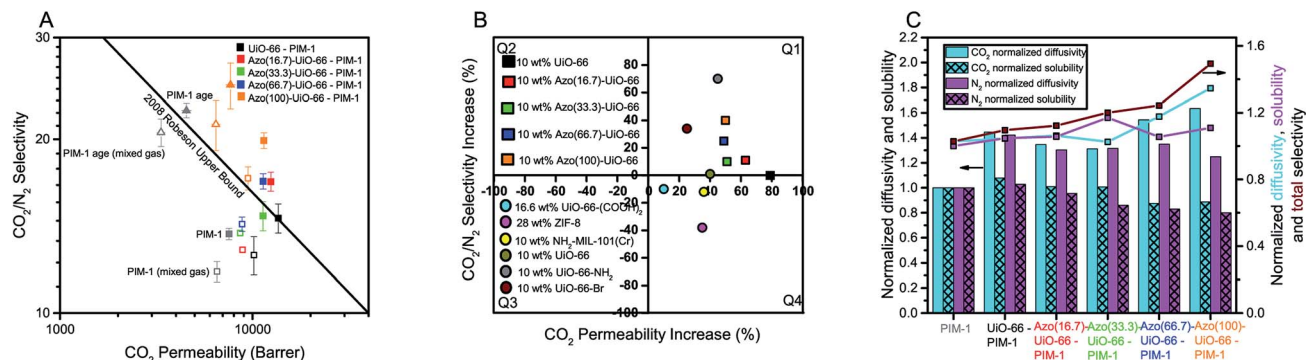 A
30
20
10
CO₂/N₂ Selectivity
1000
10000
CO₂ Permeability (Barrer)
UiO-66 - PIM-1
Azo(16.7)-UiO-66 - PIM-1
Azo(33.3)-UiO-66 - PIM-1
Azo(66.7)-UiO-66 - PIM-1
Azo(100)-UiO-66 - PIM-1
PIM-1 age
2008 Robeson Upper Bound
PIM-1 age (mixed gas)
PIM-1
PIM-1 (mixed gas)
B
Q2
Q1
10 wt% UiO-66
10 wt% Azo(16.7)-UiO-66
10 wt% Azo(33.3)-UiO-66
10 wt% Azo(66.7)-UiO-66
10 wt% Azo(100)-UiO-66
80
60
40
20
-100 -80 -60 -40 -20 0 20 40 60 80 100
16.6 wt% UiO-66-(COOH)₂
28 wt% ZIF-8
10 wt% NH₂-MIL-101(Cr)
10 wt% UiO-66
10 wt% UiO-66-NH₂
10 wt% UiO-66-Br
-20
-40
-60
-80
-100
Q3
Q4
CO₂/N₂ Selectivity Increase (%)
CO₂ Permeability Increase (%)
C
Normalized diffusivity and solubility
2.2
2.0
1.8
1.6
1.4
1.2
1.0
0.8
0.6
0.4
0.2
0.0
CO₂ normalized diffusivity
CO₂ normalized solubility
N₂ normalized diffusivity
N₂ normalized solubility
1.6
1.2
0.8
0.4
0.0
Normalized diffusivity, solubility
and total selectivity
PIM-1
UiO-66 -
PIM-1
Azo(16.7)-
UiO-66 -
PIM-1
Azo(33.3)-
UiO-66 -
PIM-1
Azo(66.7)-
UiO-66 -
PIM-1
Azo(100)-
UiO-66 -
PIM-1